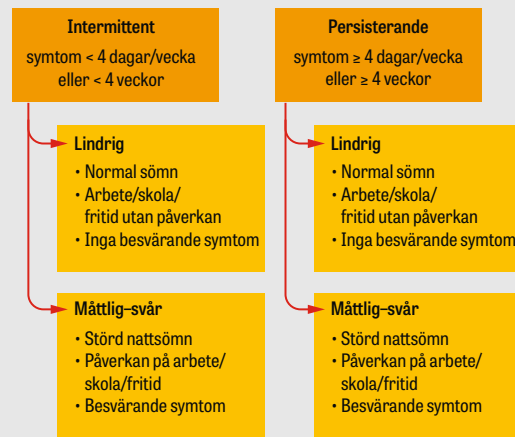 Intermittent
symtom < 4 dagar/vecka
eller < 4 veckor
Lindrig
• Normal sömn
• Arbete/skola/
fritid utan påverkan
• Inga besvärande symtom
Måttlig–svår
• Störd nattsömn
• Påverkan på arbete/
skola/fritid
• Besvärande symtom
Persisterande
symtom ≥ 4 dagar/vecka
eller ≥ 4 veckor
Lindrig
• Normal sömn
• Arbete/skola/
fritid utan påverkan
• Inga besvärande symtom
Måttlig–svår
• Störd nattsömn
• Påverkan på arbete/
skola/fritid
• Besvärande symtom